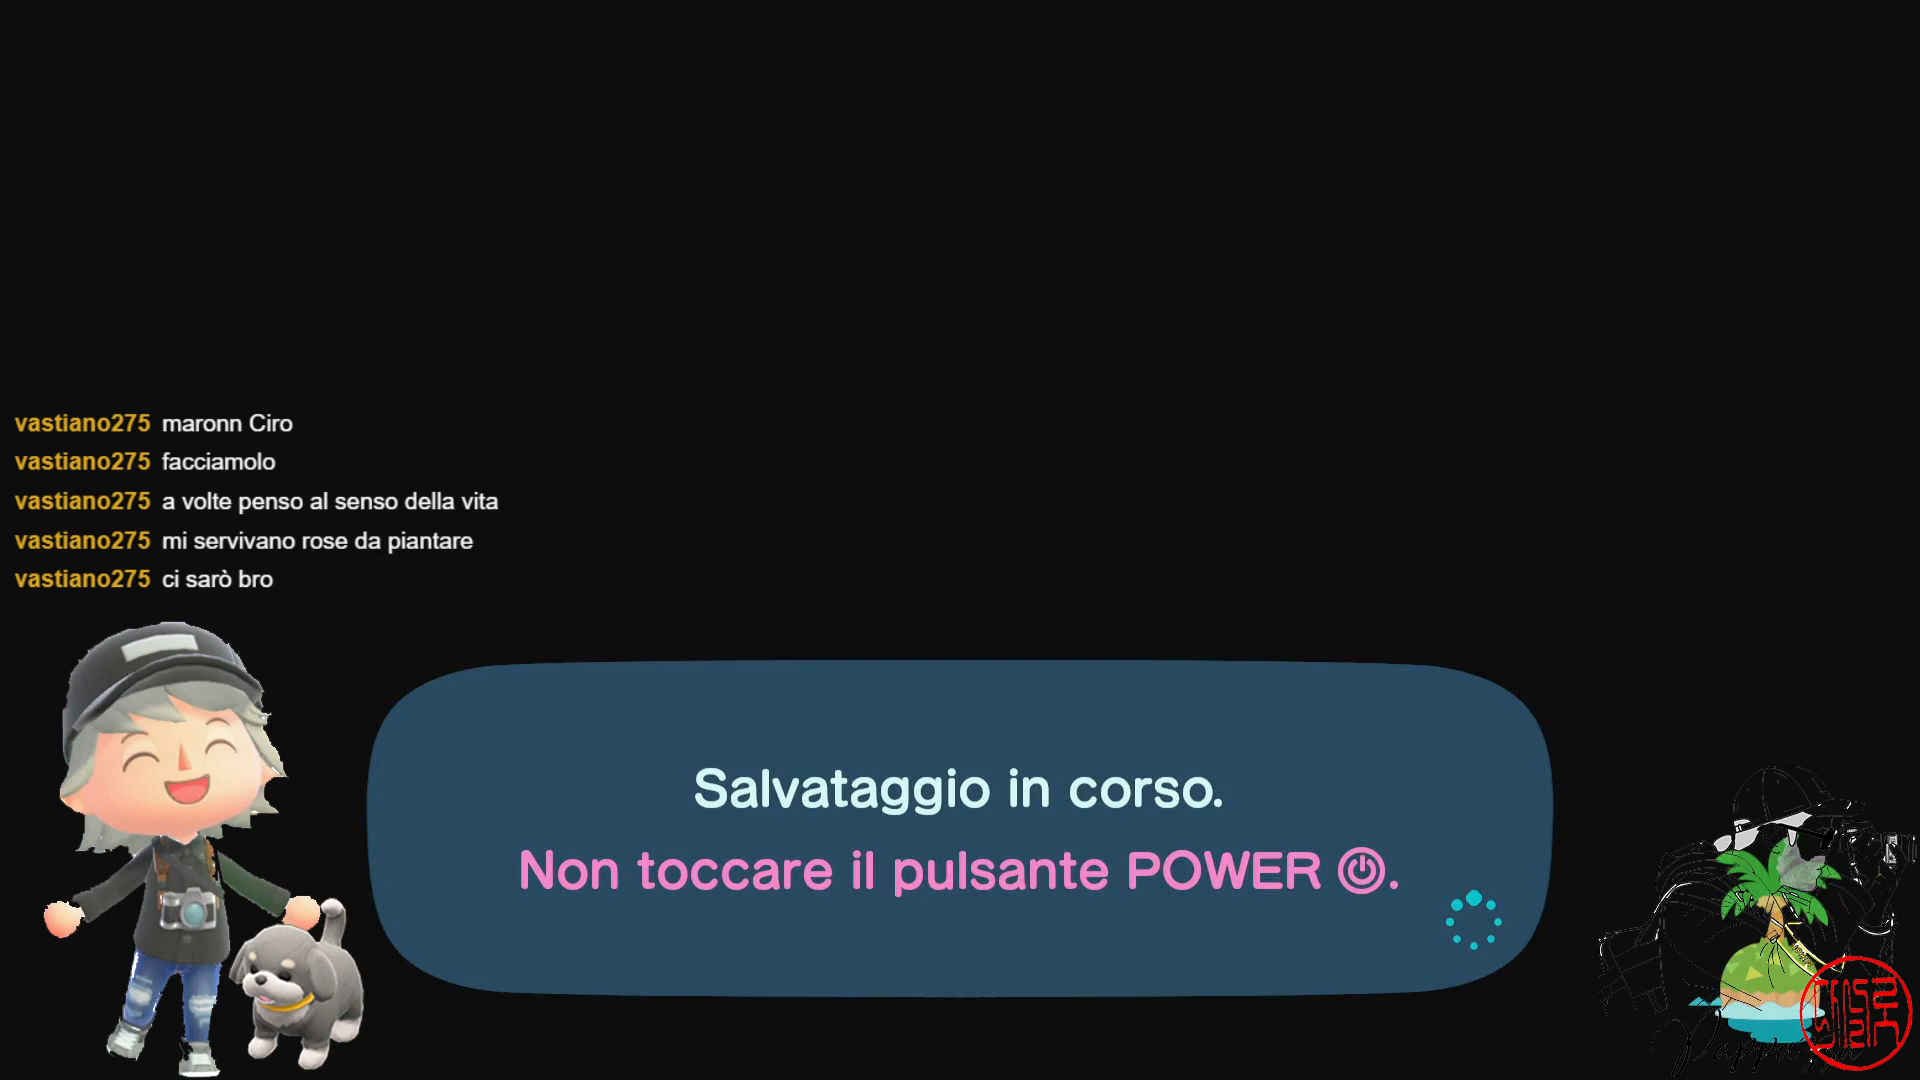 vastiano275 maronn Ciro
vastiano275 facciamolo
vastiano275 a volte penso al senso della vita
vastiano275 mi servivano rose da piantare
vastiano275 ci sarò bro
Salvataggio in corso.
Non toccare il pulsante POWER ⏻.